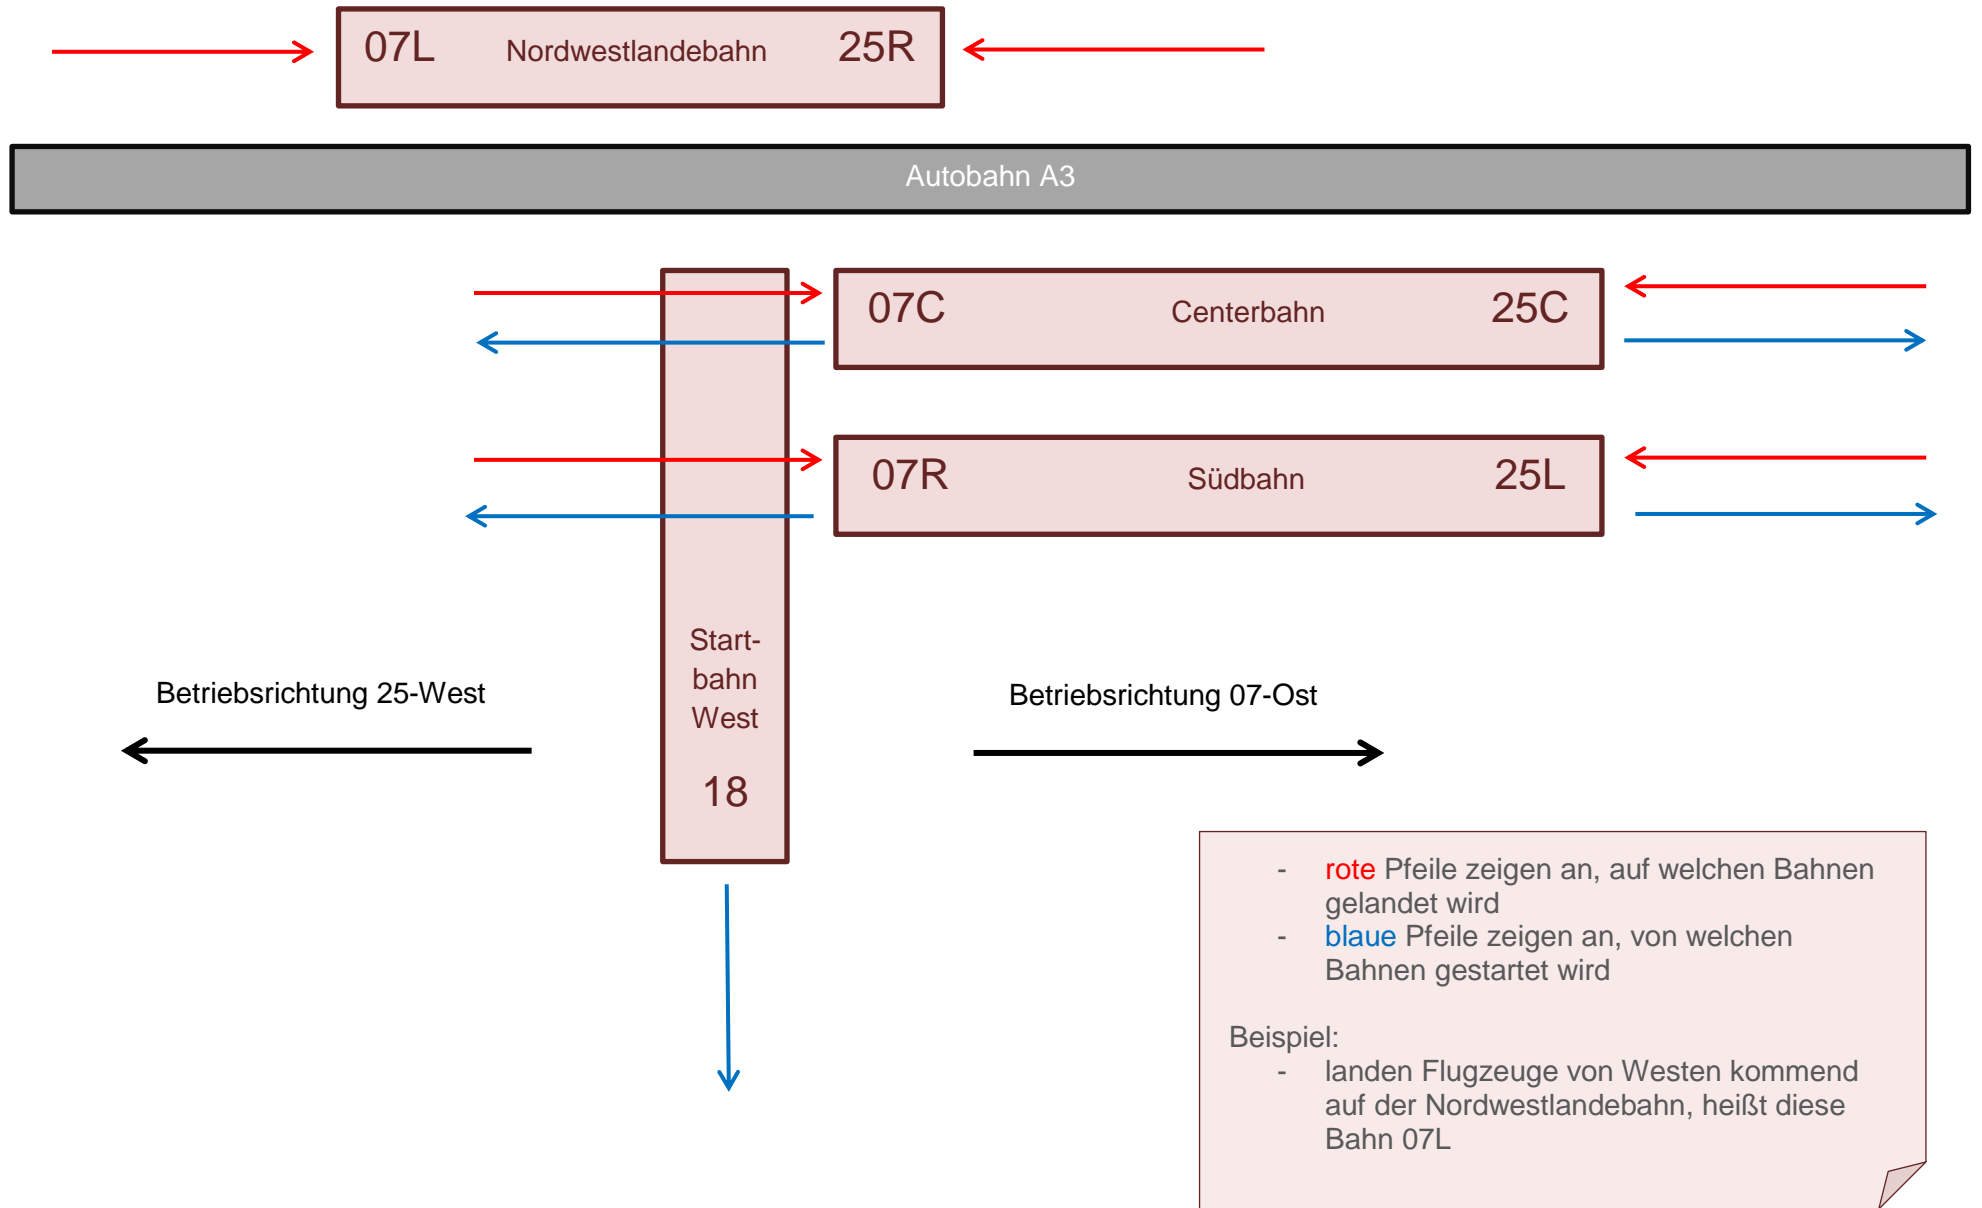 07L Nordwestlandebahn 25R
Autobahn A3
07C Centerbahn 25C
07R Südbahn 25L
Start-
bahn
West
18
Betriebsrichtung 25-West
Betriebsrichtung 07-Ost
- rote Pfeile zeigen an, auf welchen Bahnen
gelandet wird
- blaue Pfeile zeigen an, von welchen
Bahnen gestartet wird
Beispiel:
- landen Flugzeuge von Westen kommend
auf der Nordwestlandebahn, heißt diese
Bahn 07L